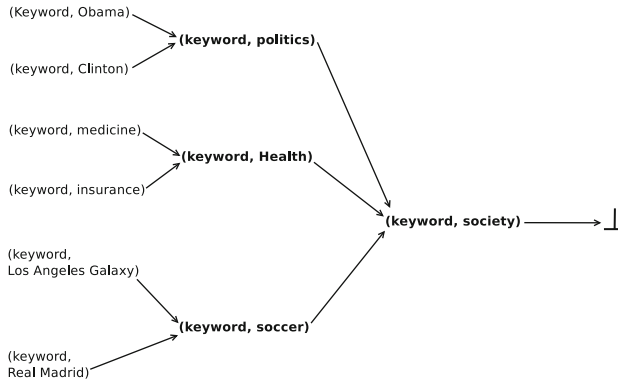 (Keyword, Obama)
(keyword, politics)
(keyword, Clinton)
(keyword, medicine)
(keyword, Health)
(keyword, insurance)
(keyword, society)
⊥
(keyword,
Los Angeles Galaxy)
(keyword, soccer)
(keyword,
Real Madrid)